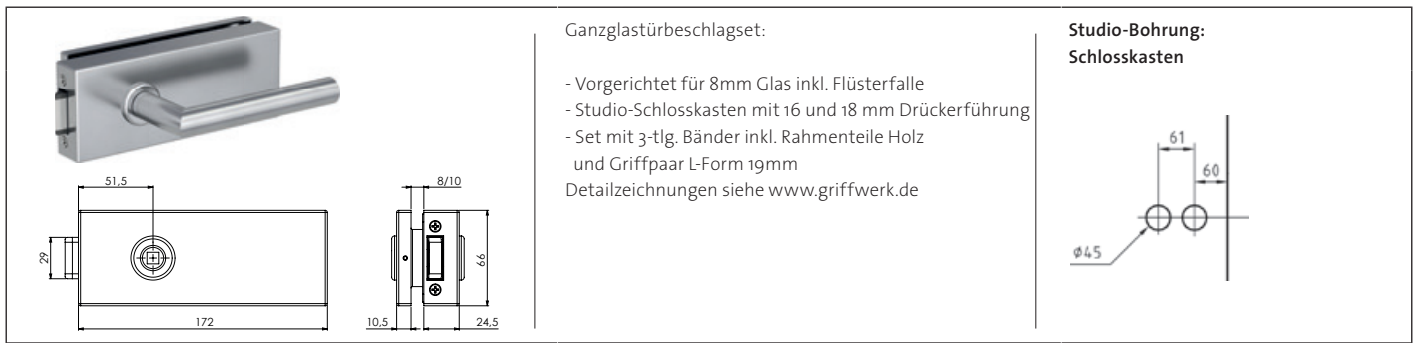 Ganzglastürbeschlagset:
- Vorgerichtet für 8mm Glas inkl. Flüsterfalle
- Studio-Schlosskasten mit 16 und 18 mm Drückerführung
- Set mit 3-tlg. Bänder inkl. Rahmenteile Holz
und Griffpaar L-Form 19mm
Detailzeichnungen siehe www.griffwerk.de
Studio-Bohrung:
Schlosskasten
51,5
8/10
29
66
172
10,5
24,5
61
60
ø45